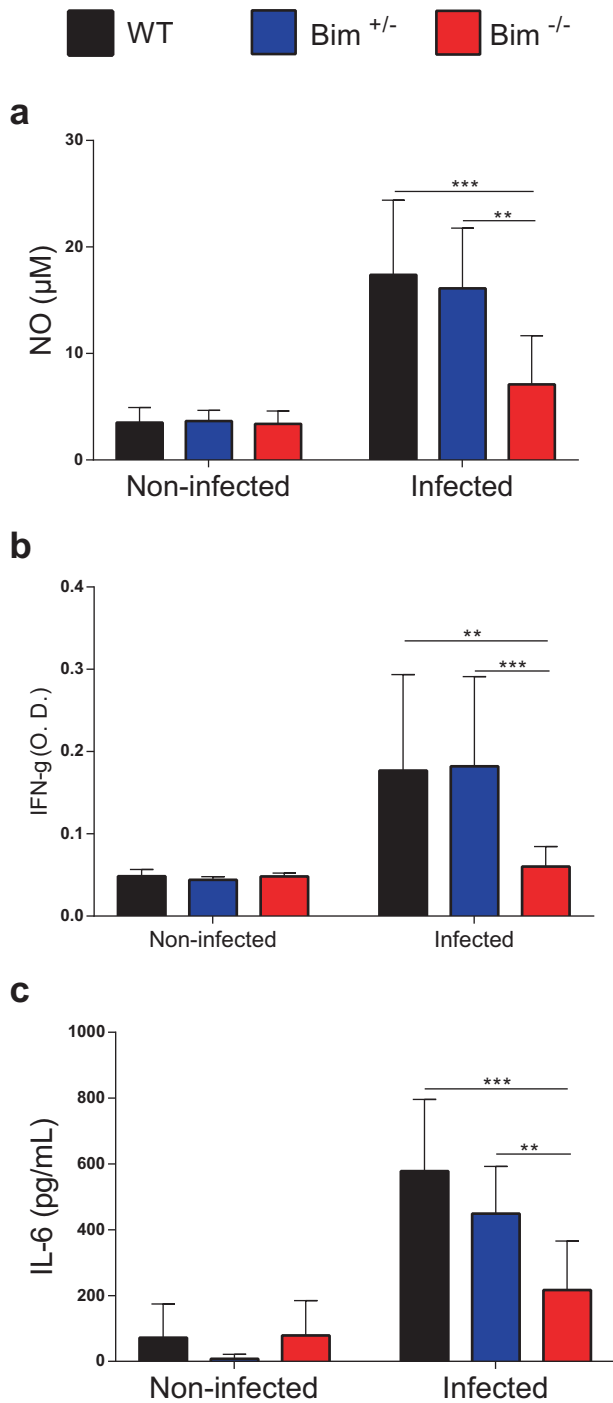 WT Bim +/- Bim -/-
a
30
***
**
20
NO (µM)
10
0
Non-infected Infected
b
0.4
**
0.3
***
IFN-g (O. D.)
0.2
0.1
0.0
Non-infected Infected
c
1000
***
800
**
600
IL-6 (pg/mL)
400
200
0
Non-infected Infected